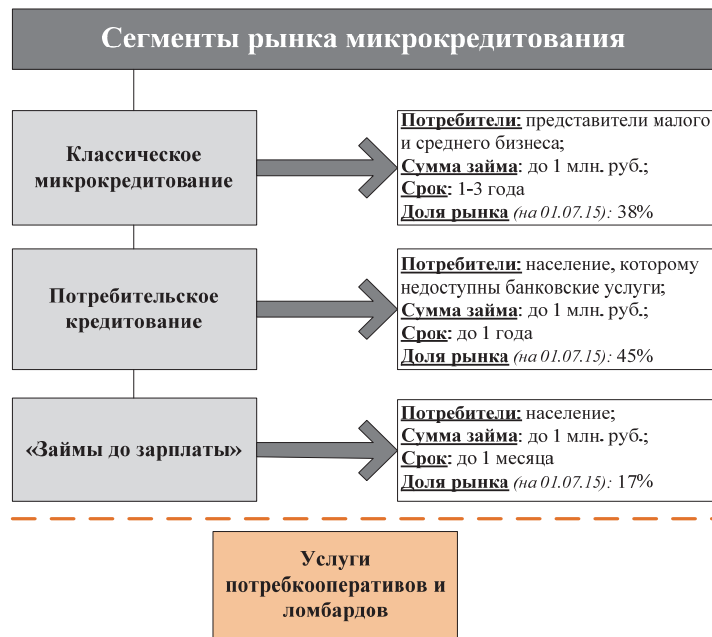 Сегменты рынка микрокредитования
Классическое
микрокредитование
Потребители: представители малого
и среднего бизнеса;
Сумма займа: до 1 млн. руб.;
Срок: 1-3 года
Доля рынка (на 01.07.15): 38%
Потребительское
кредитование
Потребители: население, которому
недоступны банковские услуги;
Сумма займа: до 1 млн. руб.;
Срок: до 1 года
Доля рынка (на 01.07.15): 45%
«Займы до зарплаты»
Потребители: население;
Сумма займа: до 1 млн. руб.;
Срок: до 1 месяца
Доля рынка (на 01.07.15): 17%
Услуги
потребкооперативов и
ломбардов